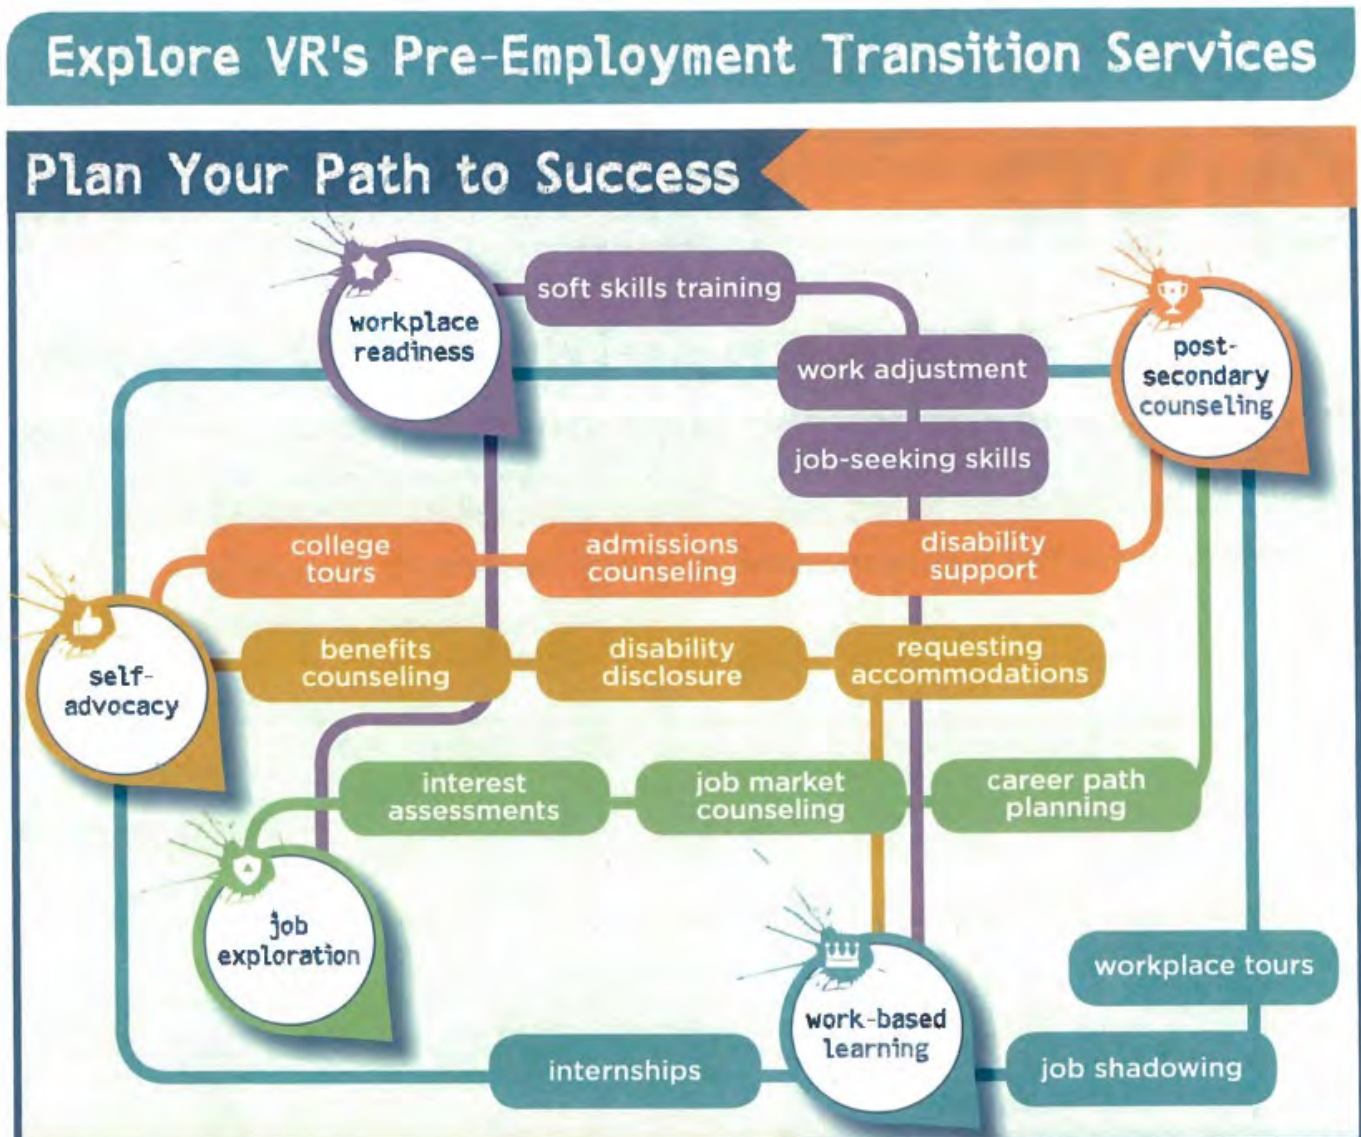 Explore VR's Pre-Employment Transition Services
Plan Your Path to Success
workplace
readiness
soft skills training
work adjustment
job-seeking skills
post-
secondary
counseling
college
tours
admissions
counseling
disability
support
self-
advocacy
benefits
counseling
disability
disclosure
requesting
accommodations
interest
assessments
job market
counseling
career path
planning
job
exploration
work-based
learning
workplace tours
internships
job shadowing